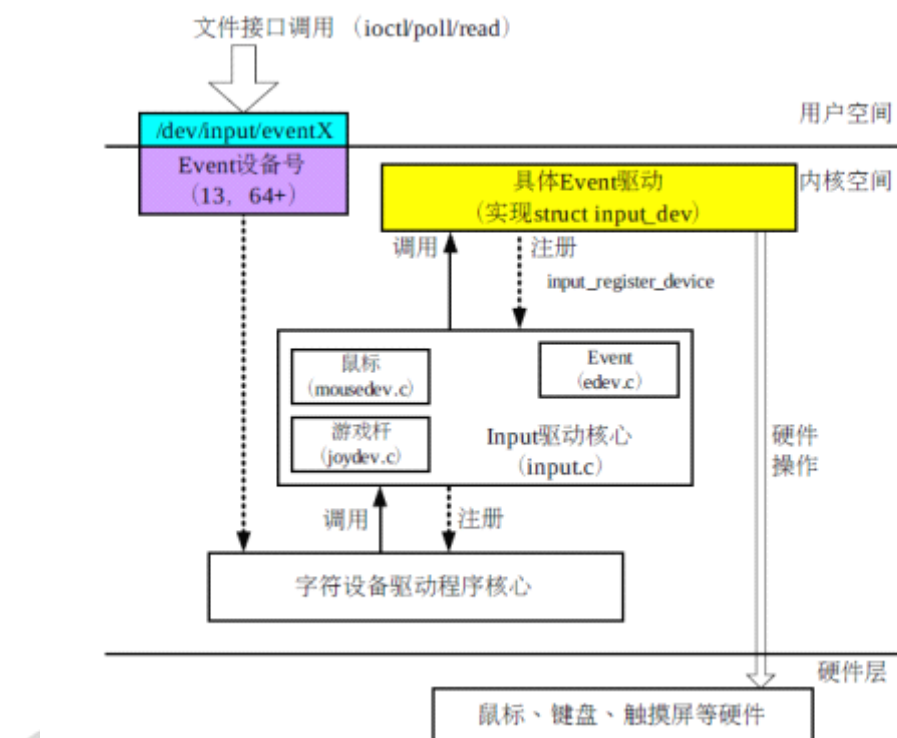 文件接口调用 （ioctl/poll/read）
/dev/input/eventX
用户空间
Event设备号
（13，64+）
具体Event驱动
（实现struct input_dev）
内核空间
调用
注册
input_register_device
鼠标
（mousedev.c）
Event
（edev.c）
游戏杆
（joydev.c）
Input驱动核心
（input.c）
硬件
操作
调用
注册
字符设备驱动程序核心
硬件层
鼠标、键盘、触摸屏等硬件